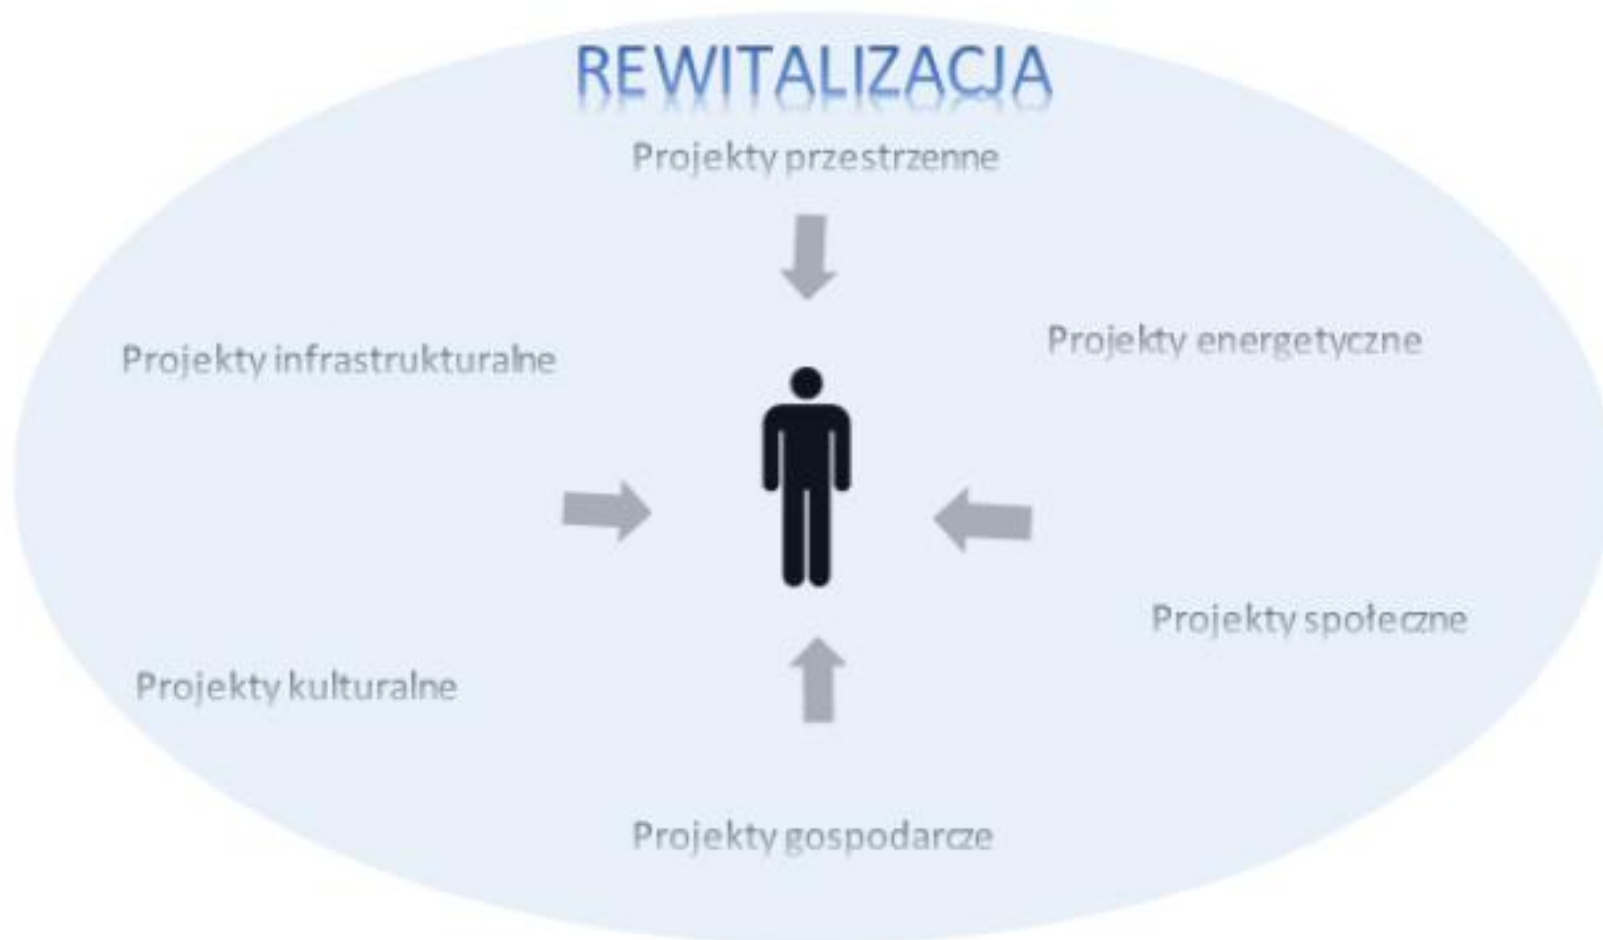 REWITALIZACJA
Projekty przestrzenne
Projekty energetyczne
Projekty infrastrukturalne
Projekty społeczne
Projekty kulturalne
Projekty gospodarcze